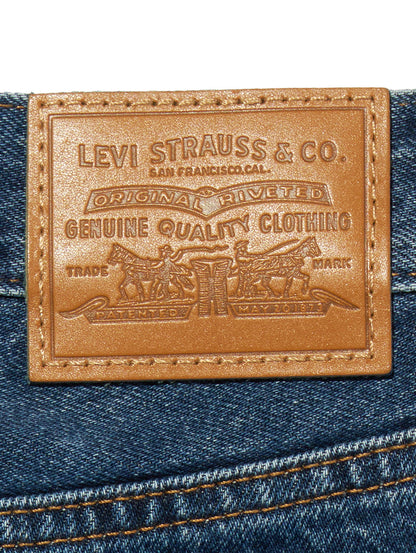 LEVI STRAUSS & CO.
SAN FRANCISCO.CAL.
ORIGINAL RIVETED
GENUINE QUALITY CLOTHING
TRADE MARK
PATENTED MAY 20 1873